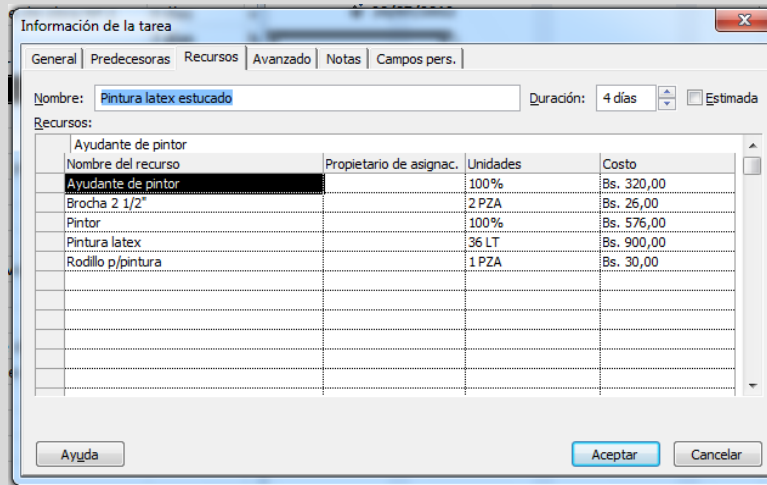 Información de la tarea
General Predecesoras Recursos Avanzado Notas Campos pers.
Nombre: Pintura latex estucado Duración: 4 días Estimada
Recursos:
Ayudante de pintor
Nombre del recurso Propietario de asignac. Unidades Costo
Ayudante de pintor 100% Bs. 320,00
Brocha 2 1/2" 2 PZA Bs. 26,00
Pintor 100% Bs. 576,00
Pintura latex 36 LT Bs. 900,00
Rodillo p/pintura 1 PZA Bs. 30,00
Ayuda Aceptar Cancelar